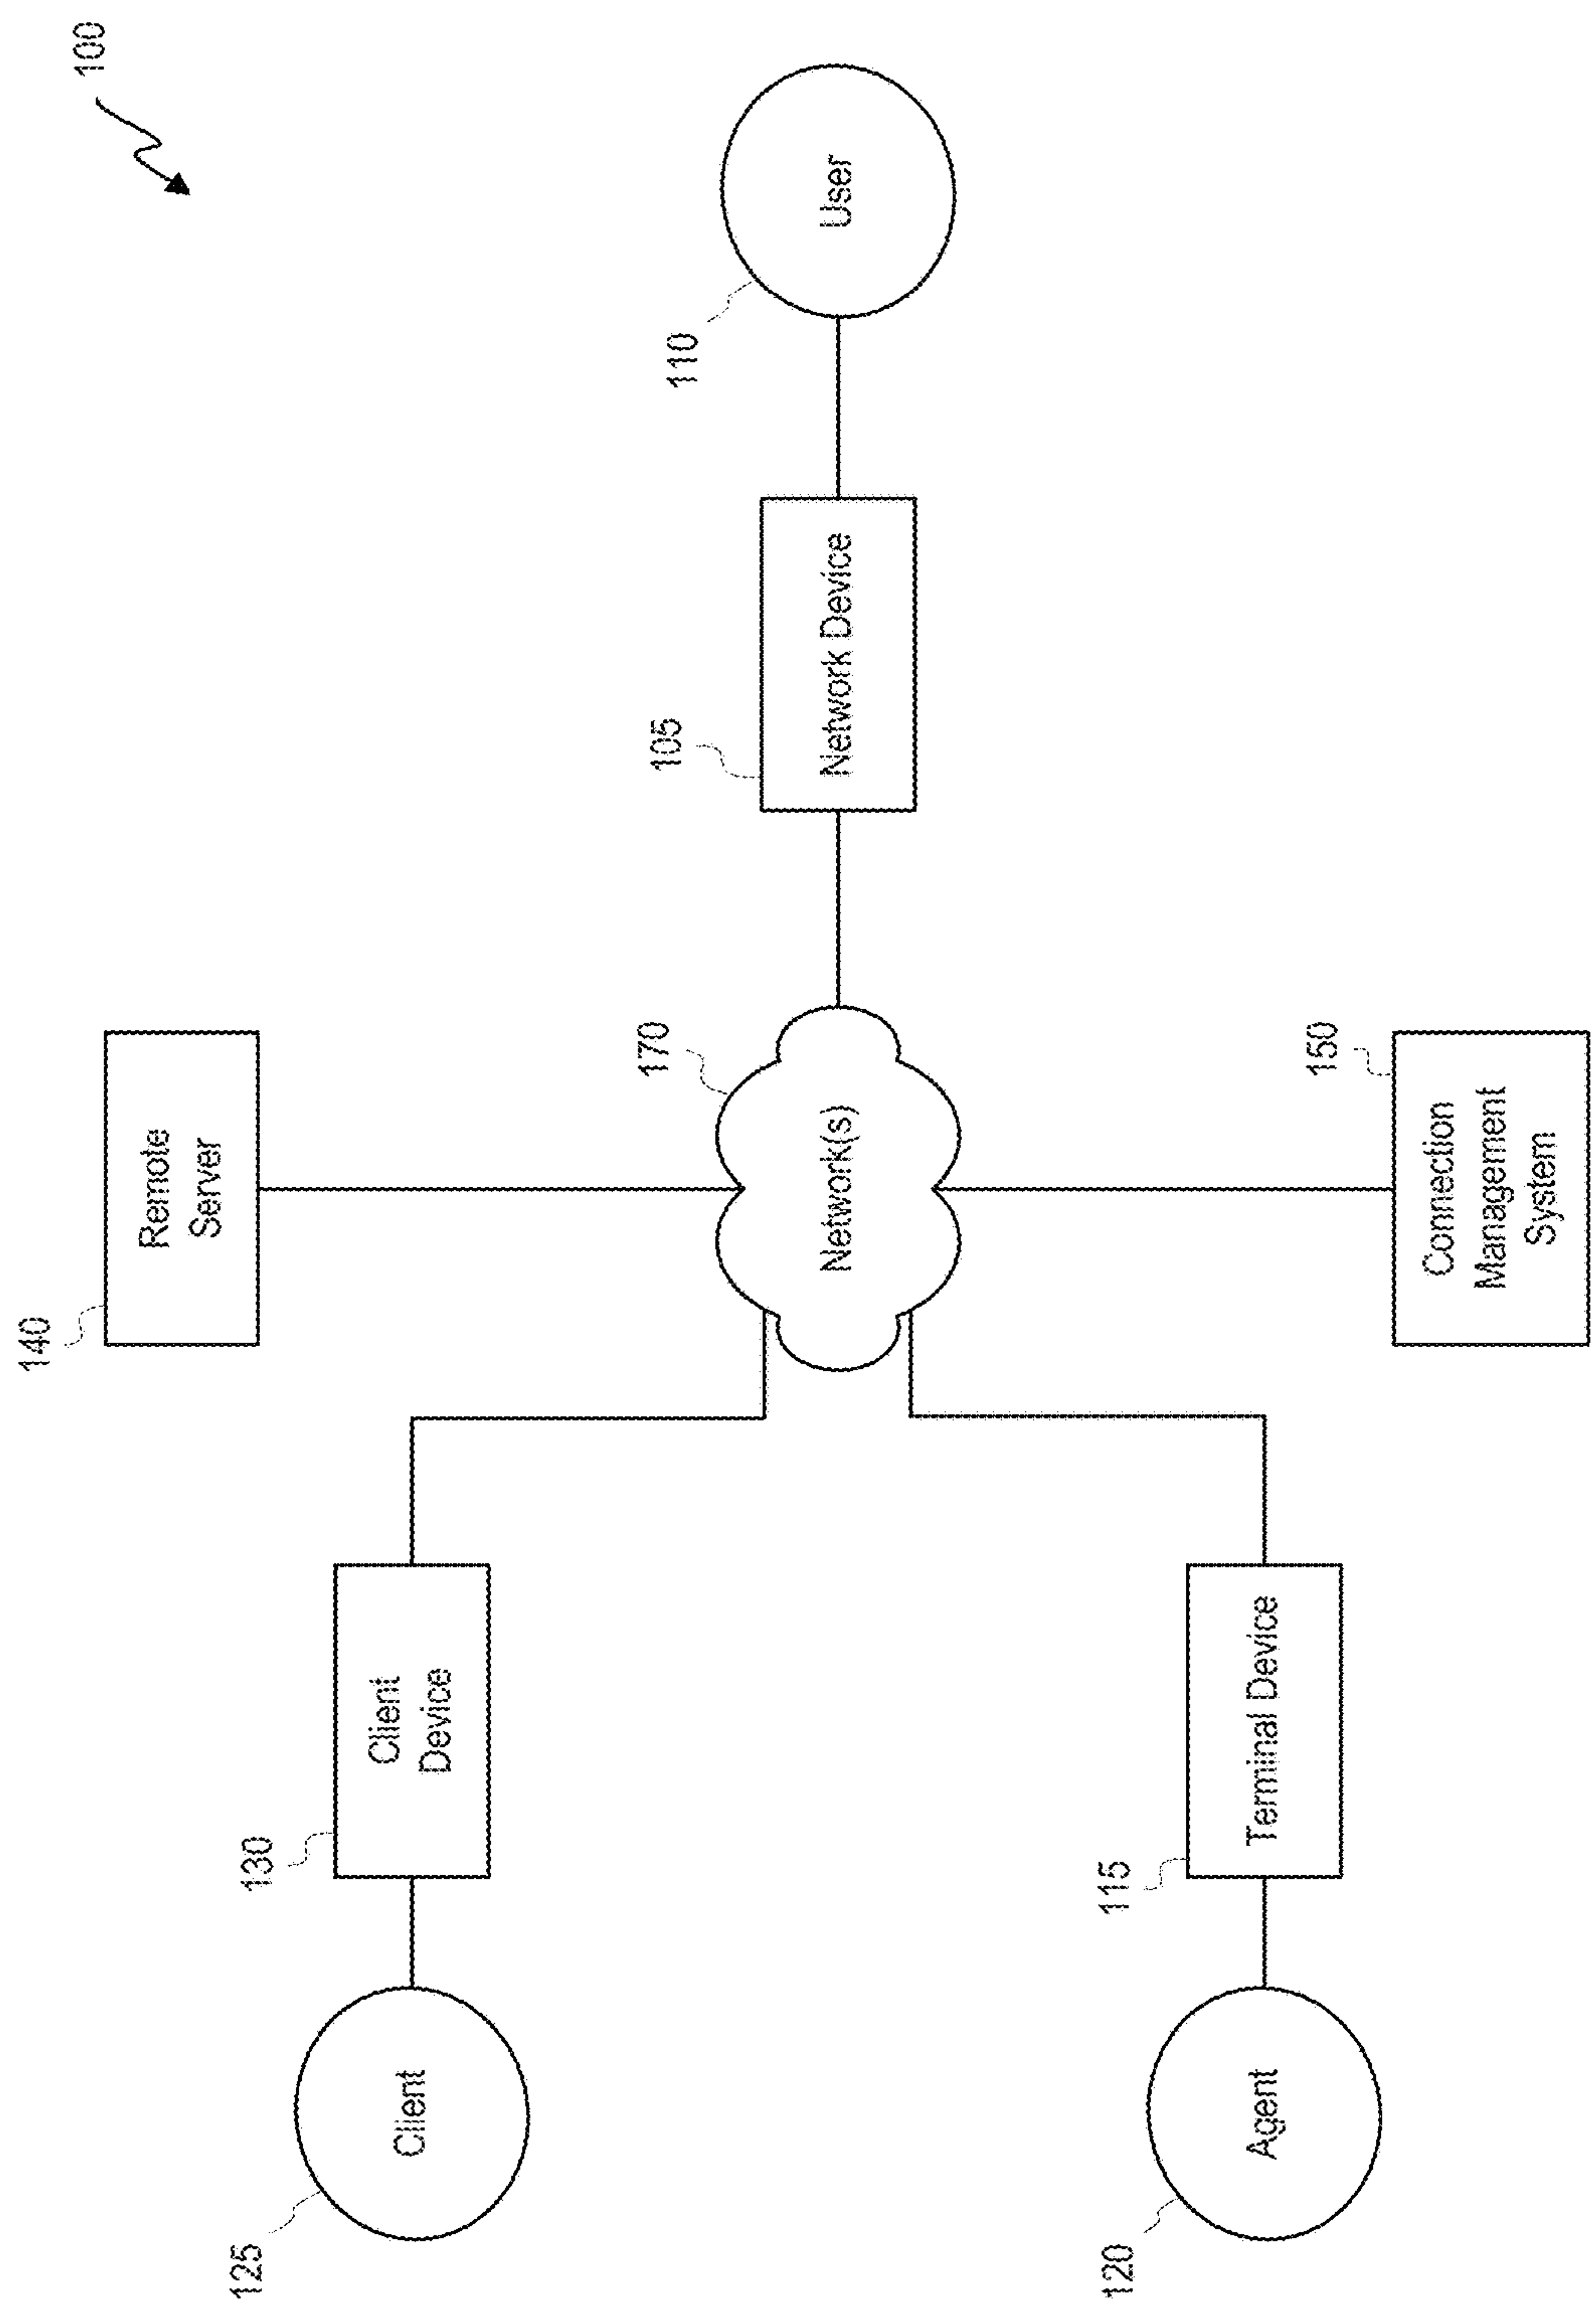 100
140
Remote
Server
125
Client
130
Client
Device
170
Network(s)
105
Network Device
110
User
120
Agent
115
Terminal Device
150
Connection
Management
System